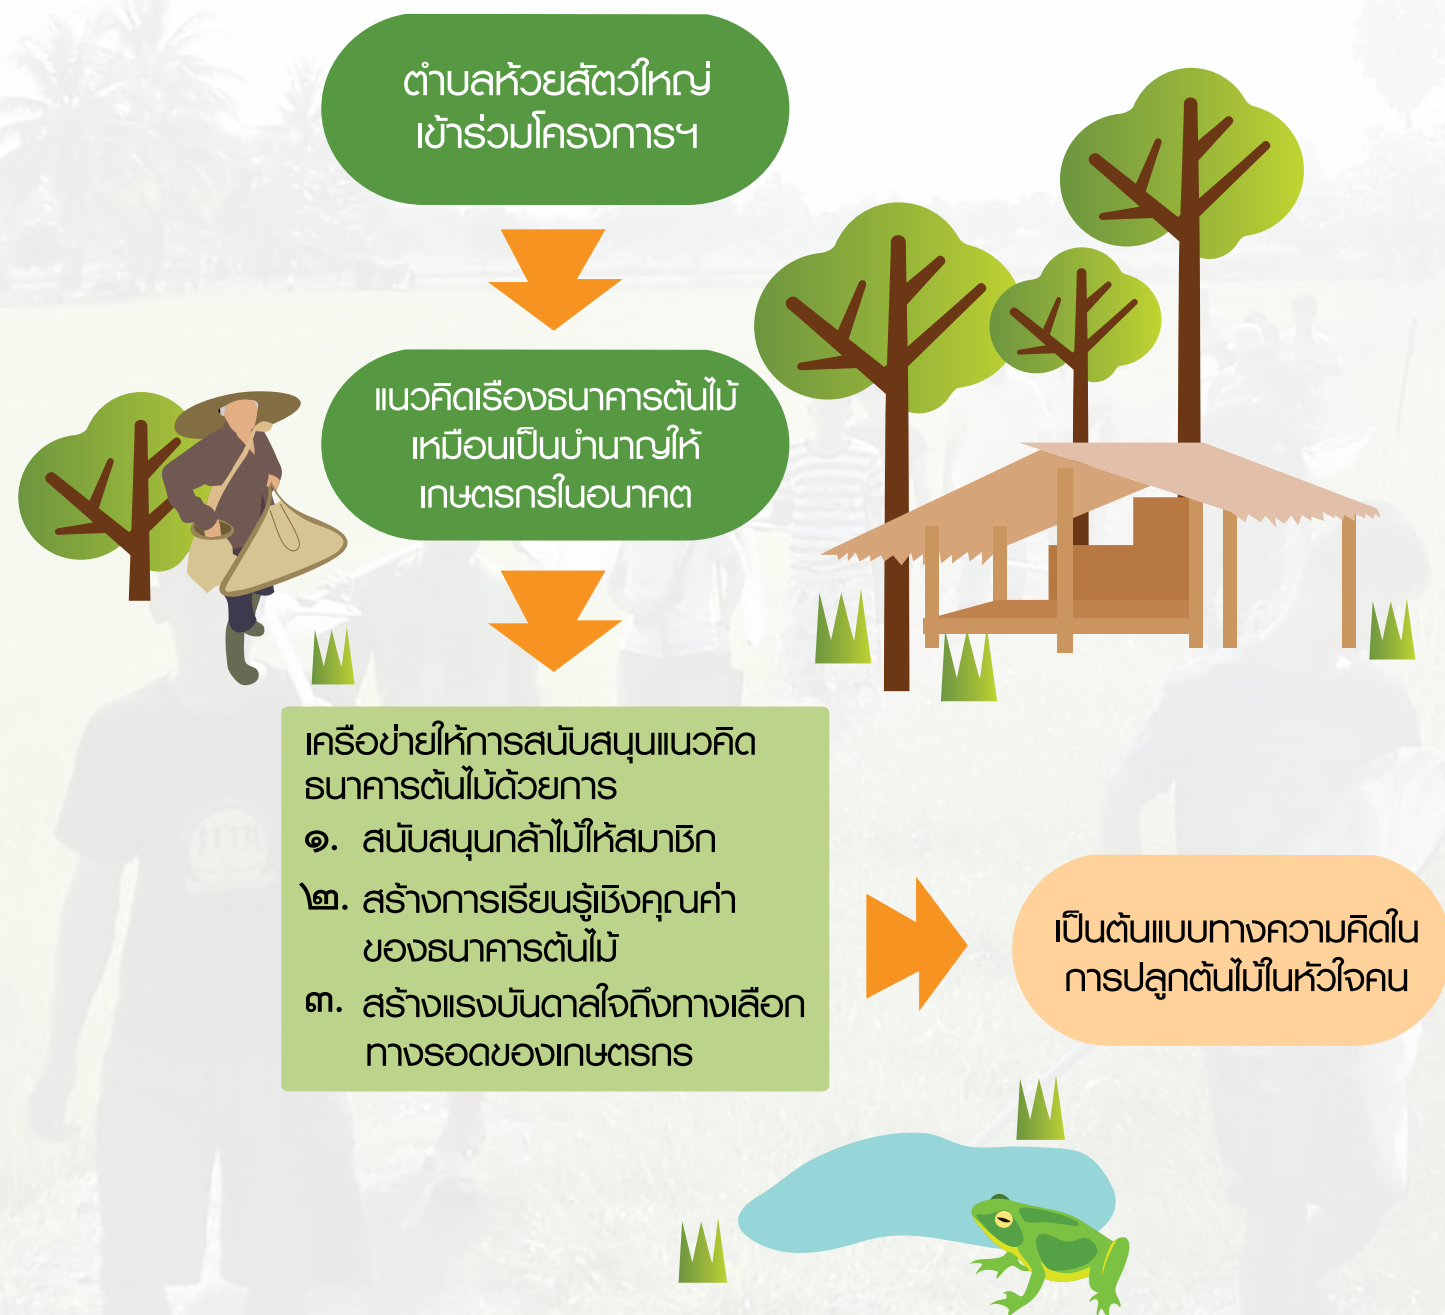 ตำบลห้วยสัตว์ใหญ่
เข้าร่วมโครงการฯ
แนวคิดเรื่องธนาคารต้นไม้
เหมือนเป็นบำนาญให้
เกษตรกรในอนาคต
เครือข่ายให้การสนับสนุนแนวคิด
ธนาคารต้นไม้ด้วยการ
๑. สนับสนุนกล้าไม้ให้สมาชิก
๒. สร้างการเรียนรู้เชิงคุณค่า
ของธนาคารต้นไม้
๓. สร้างแรงบันดาลใจถึงทางเลือก
ทางรอดของเกษตรกร
เป็นต้นแบบทางความคิดใน
การปลูกต้นไม้ในหัวใจคน